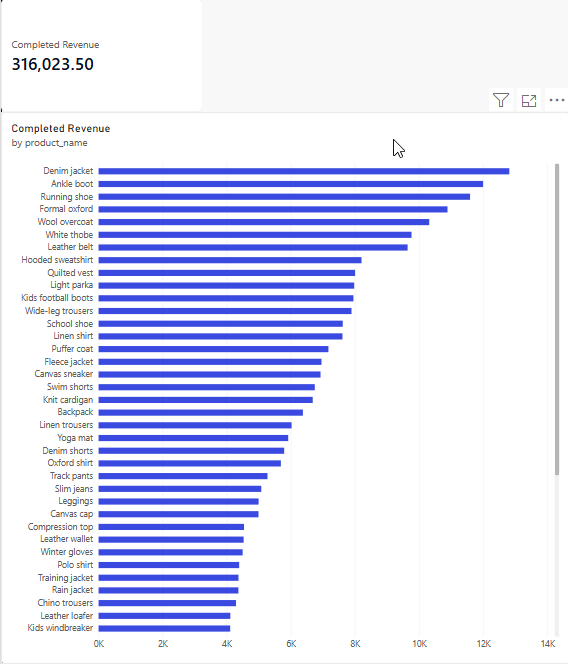 Completed Revenue
316,023.50
Completed Revenue
by product_name
Denim jacket
Ankle boot
Running shoe
Formal oxford
Wool overcoat
White thobe
Leather belt
Hooded sweatshirt
Quilted vest
Light parka
Kids football boots
Wide-leg trousers
School shoe
Linen shirt
Puffer coat
Fleece jacket
Canvas sneaker
Swim shorts
Knit cardigan
Backpack
Linen trousers
Yoga mat
Denim shorts
Oxford shirt
Track pants
Slim jeans
Leggings
Canvas cap
Compression top
Leather wallet
Winter gloves
Polo shirt
Training jacket
Rain jacket
Chino trousers
Leather loafer
Kids windbreaker
0K 2K 4K 6K 8K 10K 12K 14K